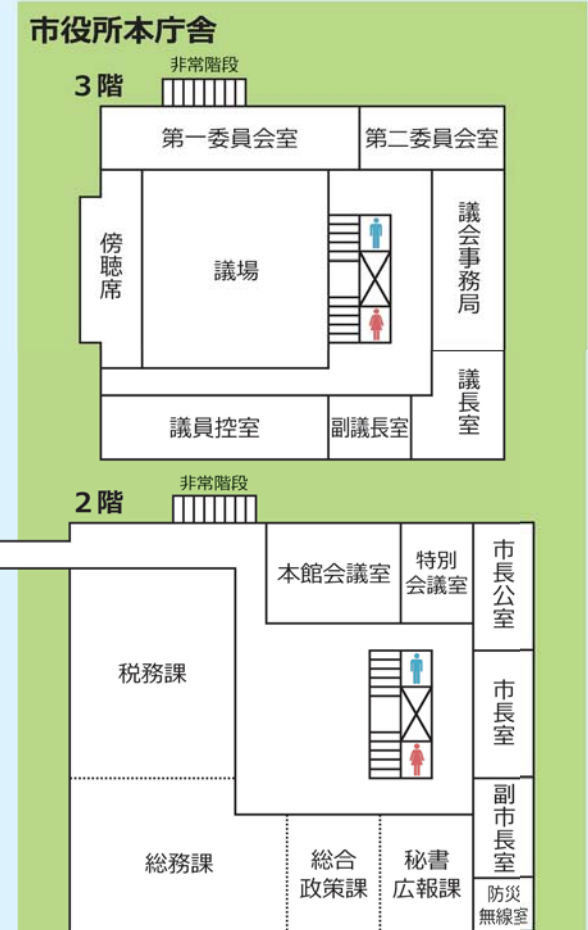 市役所本庁舎
3階
非常階段
第一委員会室
第二委員会室
傍聴席
議場
議会事務局
議長室
議員控室
副議長室
2階
非常階段
本館会議室
特別
会議室
市長公室
税務課
市長室
副市長室
総務課
総合
政策課
秘書
広報課
防災
無線室